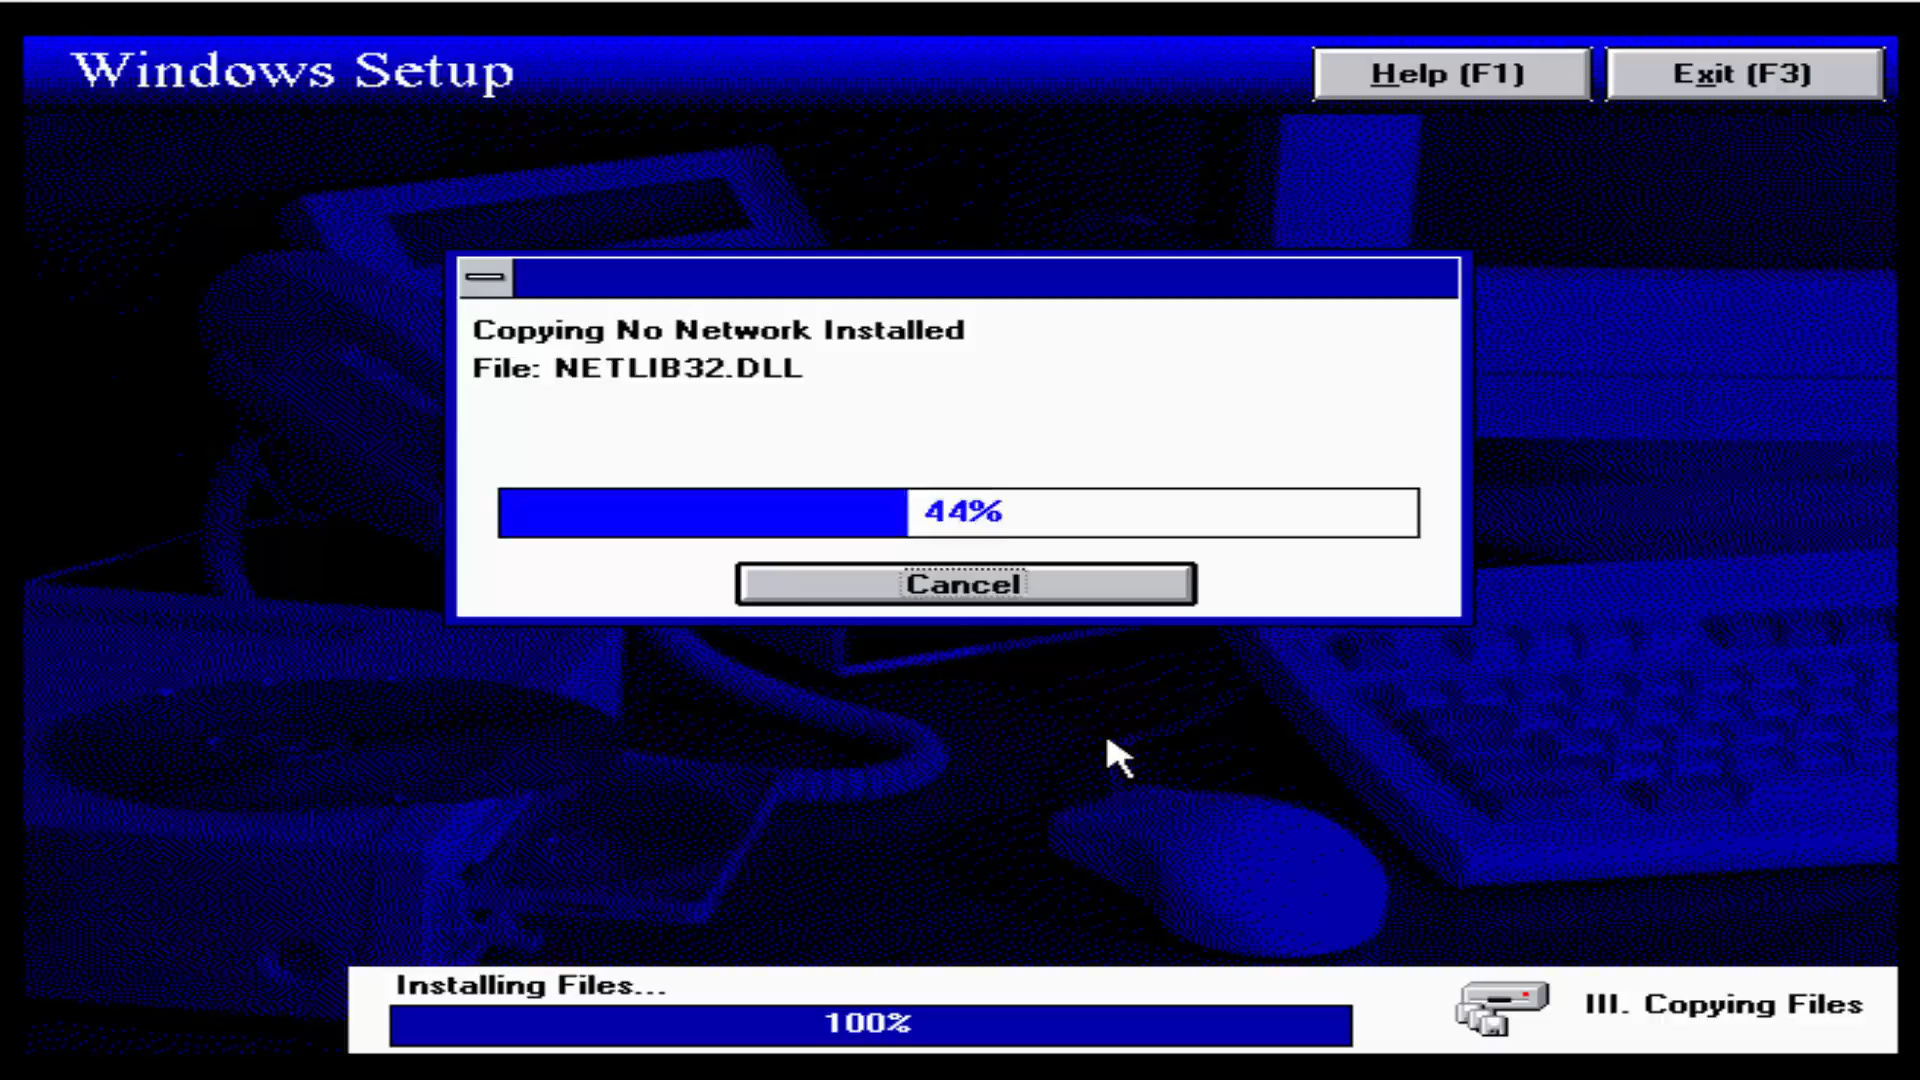 Windows Setup
Help (F1)
Exit (F3)
Copying No Network Installed
File: NETLIB32.DLL
44%
Cancel
Installing Files...
100%
III. Copying Files